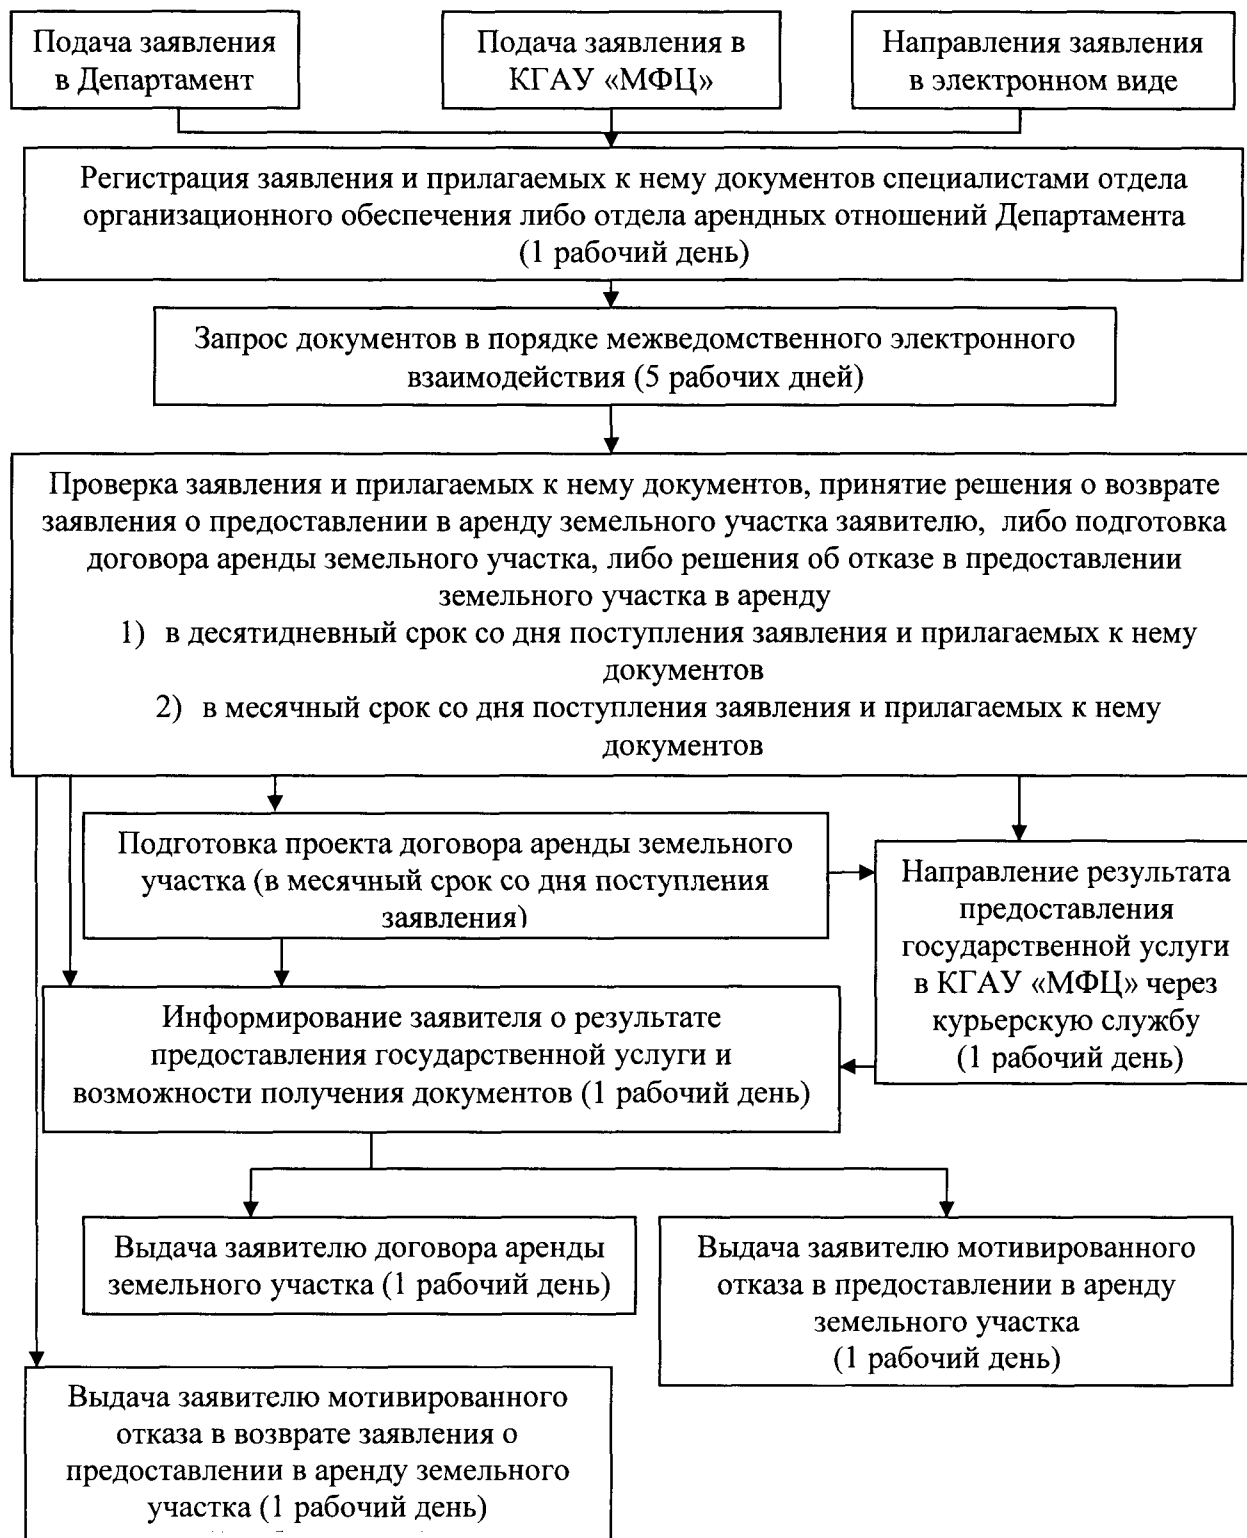 Подача заявления
в Департамент
Подача заявления в
КГАУ «МФЦ»
Направления заявления
в электронном виде
Регистрация заявления и прилагаемых к нему документов специалистами отдела
организационного обеспечения либо отдела арендных отношений Департамента
(1 рабочий день)
Запрос документов в порядке межведомственного электронного
взаимодействия (5 рабочих дней)
Проверка заявления и прилагаемых к нему документов, принятие решения о возврате
заявления о предоставлении в аренду земельного участка заявителю, либо подготовка
договора аренды земельного участка, либо решения об отказе в предоставлении
земельного участка в аренду
1) в десятидневный срок со дня поступления заявления и прилагаемых к нему
документов
2) в месячный срок со дня поступления заявления и прилагаемых к нему
документов
Подготовка проекта договора аренды земельного
участка (в месячный срок со дня поступления
заявления)
Направление результата
предоставления
государственной услуги
в КГАУ «МФЦ» через
курьерскую службу
(1 рабочий день)
Информирование заявителя о результате
предоставления государственной услуги и
возможности получения документов (1 рабочий день)
Выдача заявителю договора аренды
земельного участка (1 рабочий день)
Выдача заявителю мотивированного
отказа в предоставлении в аренду
земельного участка
(1 рабочий день)
Выдача заявителю мотивированного
отказа в возврате заявления о
предоставлении в аренду земельного
участка (1 рабочий день)